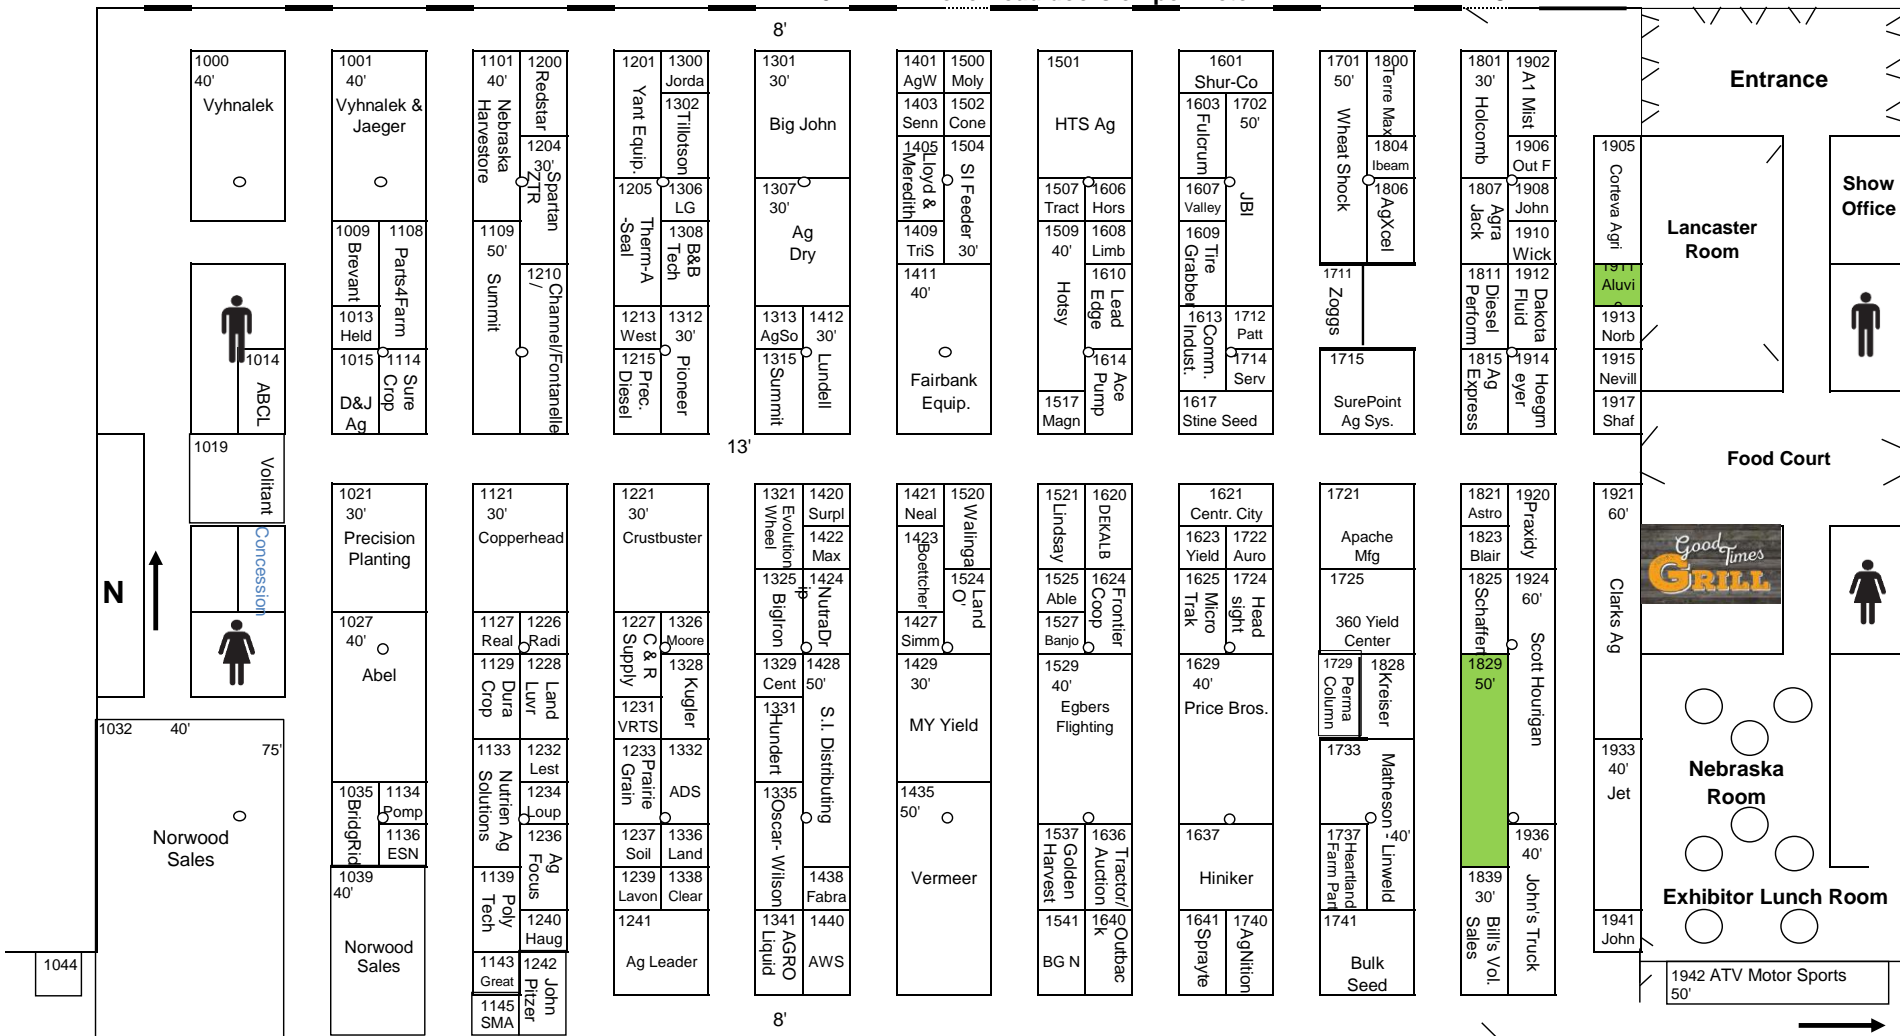 8'
1000
40'
Vyhnalek
1001
40'
Vyhnalek &
Jaeger
1101
40'
Nebraska
Harvestore
1200
Redstar
1204
30'
Spartan
ZTR
1201
Yant Equip.
1300
Jorda
1302
Tillotson
1301
30'
Big John
1401
AgW
1500
Moly
1403
Senn
1502
Cone
1405
Lloyd &
Meredith
1504
SI Feeder
30'
1501
HTS Ag
1601
Shur-Co
1603
Fulcrum
1702
50'
JBI
1701
50'
Wheat Shock
1800
Terre Max
1804
Ibeam
1806
AgXcel
1801
30'
Holcomb
1902
A1 Mist
1906
Out F
Entrance
1905
Corteva Agri
Lancaster
Room
Show
Office
1205
Therm-A
-Seal
1306
LG
1308
B&B
Tech
1307
30'
Ag
Dry
1409
TriS
1507
Tract
1606
Hors
1607
Valley
1807
Agra
Jack
1908
John
1009
Brevant
1108
Parts4Farm
1109
50'
Summit
1210
/
Channel/Fontanelle
1411
40'
Fairbank
Equip.
1509
40'
Hotsy
1608
Limb
1609
Tire
Grabber
1910
Wick
1610
Lead
Edge
1711
Zoggs
1811
Diesel
Perform
1912
Dakota
Fluid
1911
Aluvi
1013
Held
1213
West
1312
30'
Pioneer
1313
AgSo
1412
30'
Lundell
1613
Comm.
Indust.
1712
Patt
1913
Norb
1014
ABCL
1015
D&J
Ag
1114
Sure
Crop
1215
Prec.
Diesel
1315
Summit
1614
Ace
Pump
1714
Serv
1715
SurePoint
Ag Sys.
1815
Ag
Express
1914
Hoegm
eyer
1915
Nevill
1517
Magn
1617
Stine Seed
1917
Shaf
13'
Food Court
1019
Volitant
1021
30'
Precision
Planting
1121
30'
Copperhead
1221
30'
Crustbuster
1321
Evolution
Wheel
1420
Surpl
1422
Max
1421
Neal
1423
Boettcher
1520
Walinga
1521
Lindsay
1620
DEKALB
1621
Centr. City
1623
Yield
1722
Auro
1721
Apache
Mfg
1821
Astro
1823
Blair
1920
Praxidy
1921
60'
Clarks Ag
Good
Times
GRILL
Concession
N
1325
BigIron
1424
NutraDr
ip
1524
Land
O'
1525
Able
1624
Frontier
Coop
1625
Micro
Trak
1724
Head
sight
1725
360 Yield
Center
1825
Schaffert
1924
60'
Scott Hourigan
1027
40'
Abel
1127
Real
1226
Radi
1227
C & R
Supply
1326
Moore
1427
Simm
1527
Banjo
1129
Dura
Crop
1228
Land
Luvr
1328
Kugler
1329
Cent
1428
50'
S.I. Distributing
1429
30'
MY Yield
1529
40'
Egbers
Flighting
1629
40'
Price Bros.
1729
Perma
Column
1828
Kreiser
1829
50'
1231
VRTS
1331
Hundert
1032
40'
75'
Norwood
Sales
1133
Nutrien Ag
Solutions
1232
Lest
1233
Prairie
Grain
1332
ADS
1733
Matheson - Linweld
40'
1933
40'
Jet
Nebraska
Room
1035
BridgRid
1134
Pomp
1136
ESN
1234
Loup
1236
Ag
Focus
1335
Oscar- Wilson
1435
50'
Vermeer
1237
Soil
1336
Land
1537
Golden
Harvest
1636
Tractor/
Auction
1637
Hiniker
1737
Heartland
Farm Part
1936
40'
John's Truck
1039
40'
Norwood
Sales
1139
Poly
Tech
1239
Lavon
1338
Clear
1438
Fabra
1839
30'
Bill's Vol.
Sales
Exhibitor Lunch Room
1240
Haug
1241
Ag Leader
1341
AGRO
Liquid
1440
AWS
1541
BG N
1640
Outbac
k
1641
Sprayte
1740
AgNition
1741
Bulk
Seed
1941
John
1044
1143
Great
1242
John
Pitzer
1145
SMA
1942 ATV Motor Sports
50'
8'